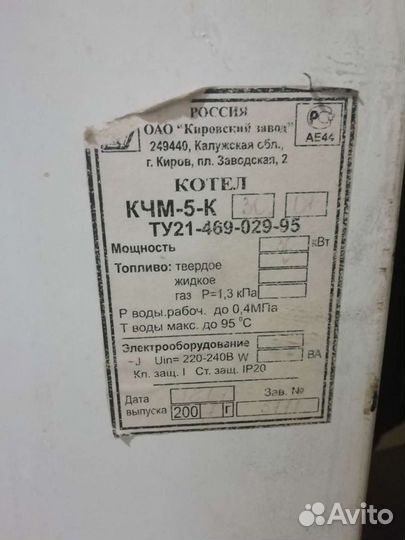 РОССИЯ
ОАО "Кировский завод"
249440, Калужская обл.,
г. Киров, пл. Заводская, 2
РС
АЕ44
КОТЕЛ
КЧМ-5-К
ТУ21-469-029-95
Мощность кВт
Топливо: твердое
жидкое
газ Р=1,3 кПа
Р воды.рабоч. до 0,4МПа
Т воды макс. до 95 °С
Электрооборудование
Uin= 220-240В W ВА
Кл. защ. I Ст. защ. IP20
Дата
выпуска 200 г
Зав. №
Avito